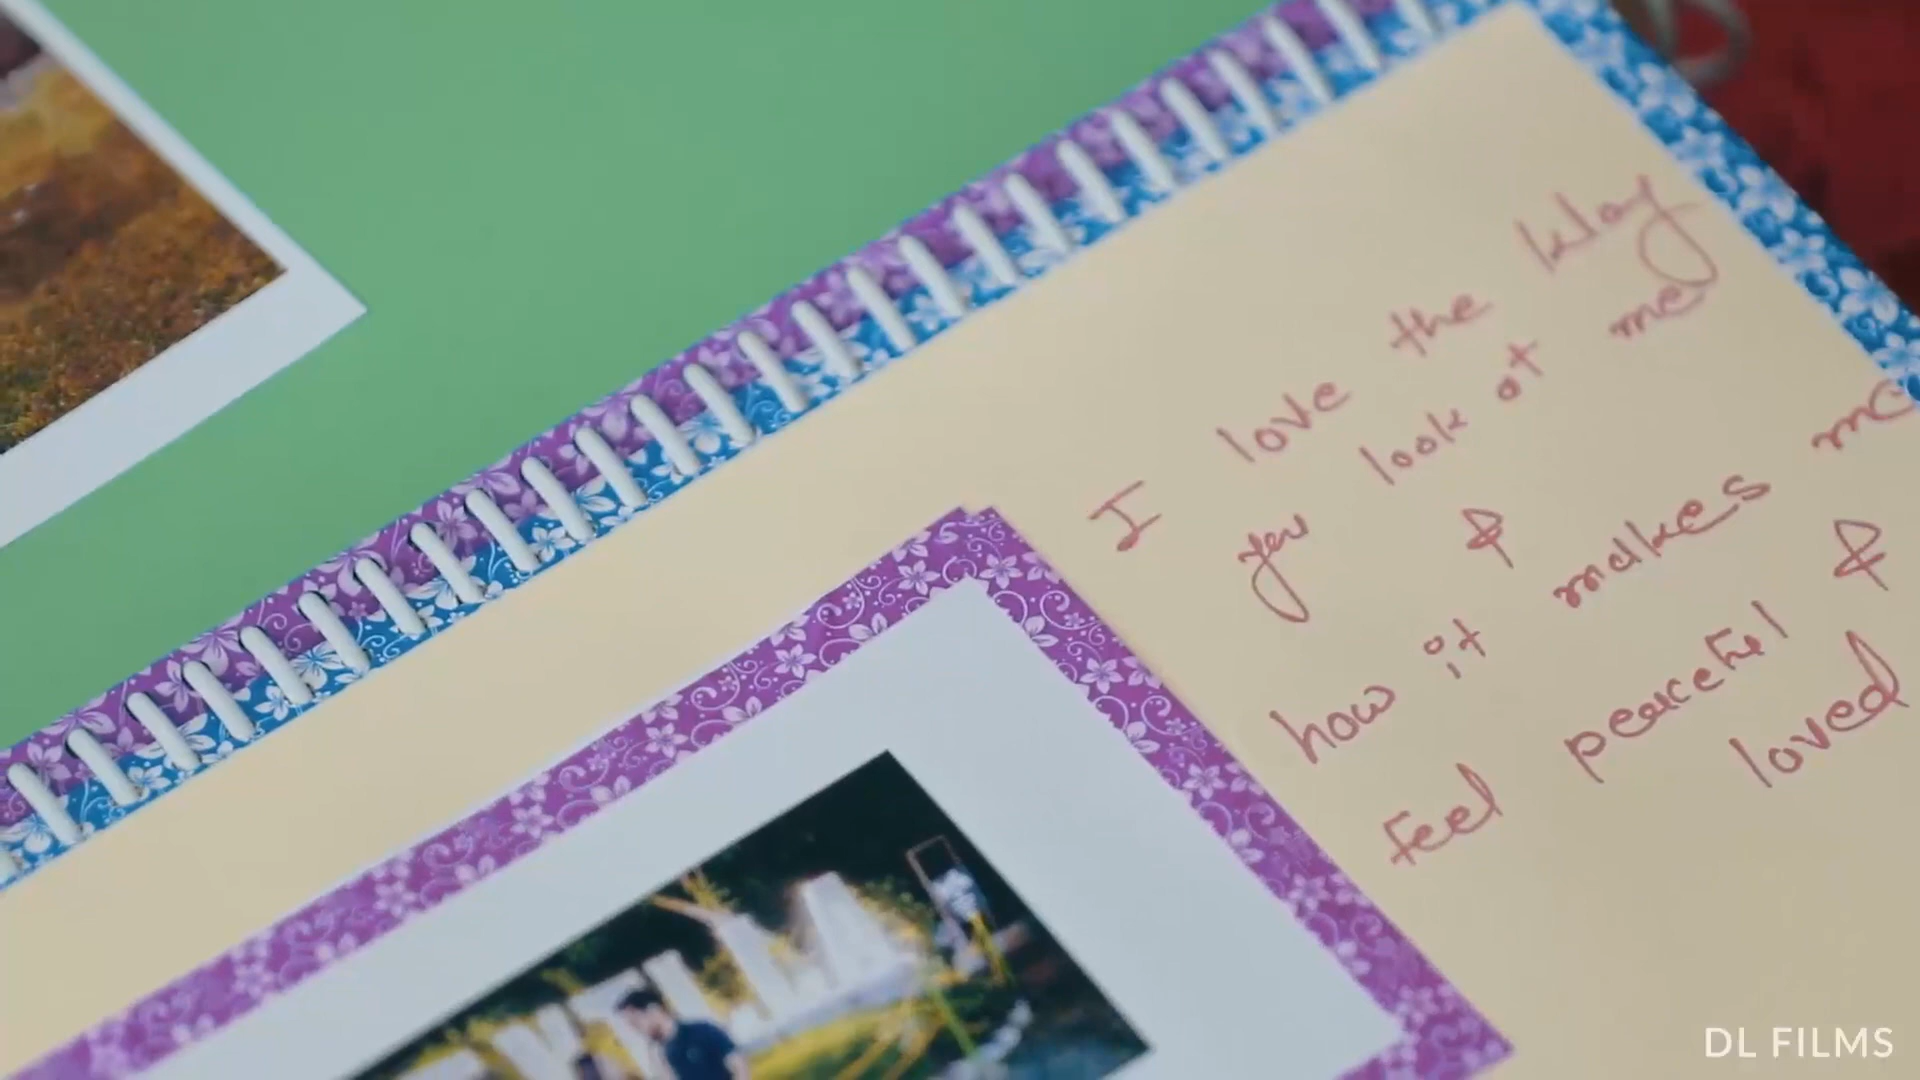 I love the Way
you look at me
&
how it makes me
feel peaceful &
loved
DL FILMS